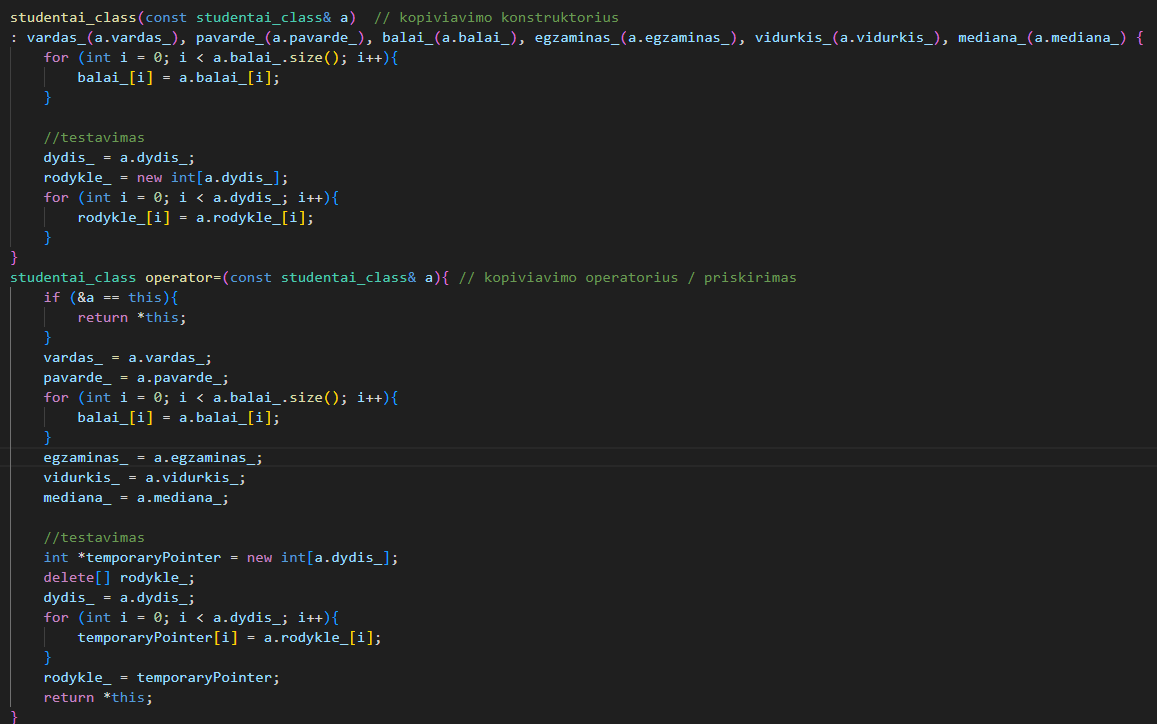 studentai_class(const studentai_class& a)  // kopiviavimo konstruktorius
: vardas_(a.vardas_), pavarde_(a.pavarde_), balai_(a.balai_), egzaminas_(a.egzaminas_), vidurkis_(a.vidurkis_), mediana_(a.mediana_) {
    for (int i = 0; i < a.balai_.size(); i++){
        balai_[i] = a.balai_[i];
    }

    //testavimas
    dydis_ = a.dydis_;
    rodykle_ = new int[a.dydis_];
    for (int i = 0; i < a.dydis_; i++){
        rodykle_[i] = a.rodykle_[i];
    }
}
studentai_class operator=(const studentai_class& a){ // kopiviavimo operatorius / priskirimas
    if (&a == this){
        return *this;
    }
    vardas_ = a.vardas_;
    pavarde_ = a.pavarde_;
    for (int i = 0; i < a.balai_.size(); i++){
        balai_[i] = a.balai_[i];
    }
    egzaminas_ = a.egzaminas_;
    vidurkis_ = a.vidurkis_;
    mediana_ = a.mediana_;

    //testavimas
    int *temporaryPointer = new int[a.dydis_];
    delete[] rodykle_;
    dydis_ = a.dydis_;
    for (int i = 0; i < a.dydis_; i++){
        temporaryPointer[i] = a.rodykle_[i];
    }
    rodykle_ = temporaryPointer;
    return *this;
}